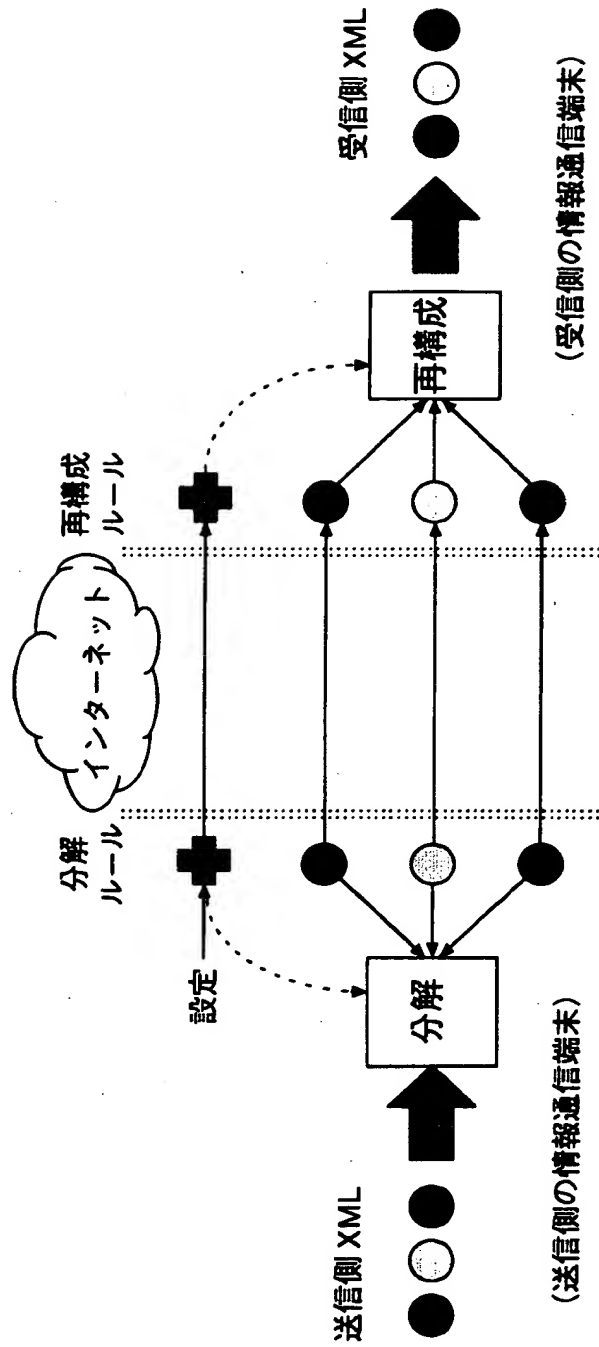 インターネット
分解
ルール
再構成
ルール
設定
送信側 XML
分解
再構成
受信側 XML
(送信側の情報通信端末)
(受信側の情報通信端末)